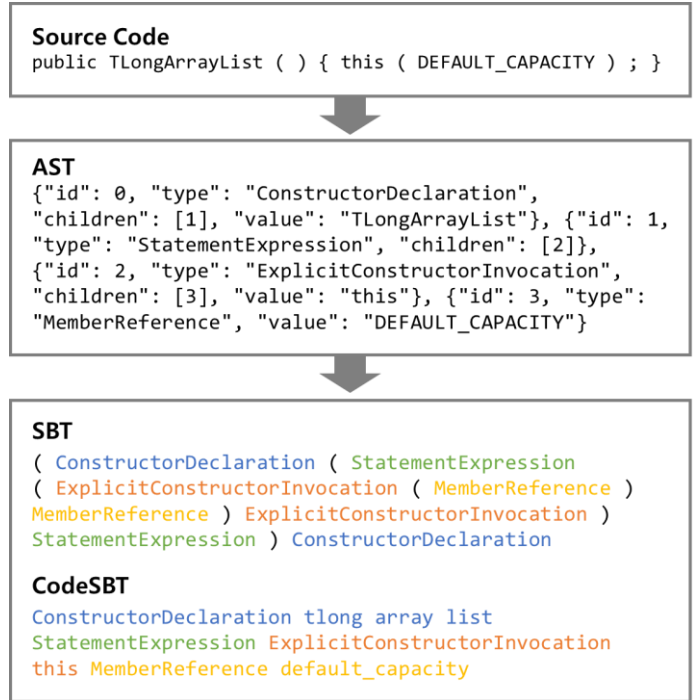 Source Code
public TLongArrayList ( ) { this ( DEFAULT_CAPACITY ) ; }
AST
{"id": 0, "type": "ConstructorDeclaration",
"children": [1], "value": "TLongArrayList"}, {"id": 1,
"type": "StatementExpression", "children": [2]},
{"id": 2, "type": "ExplicitConstructorInvocation",
"children": [3], "value": "this"}, {"id": 3, "type":
"MemberReference", "value": "DEFAULT_CAPACITY"}
SBT
( ConstructorDeclaration ( StatementExpression
( ExplicitConstructorInvocation ( MemberReference )
MemberReference ) ExplicitConstructorInvocation )
StatementExpression ) ConstructorDeclaration
CodeSBT
ConstructorDeclaration tlong array list
StatementExpression ExplicitConstructorInvocation
this MemberReference default_capacity